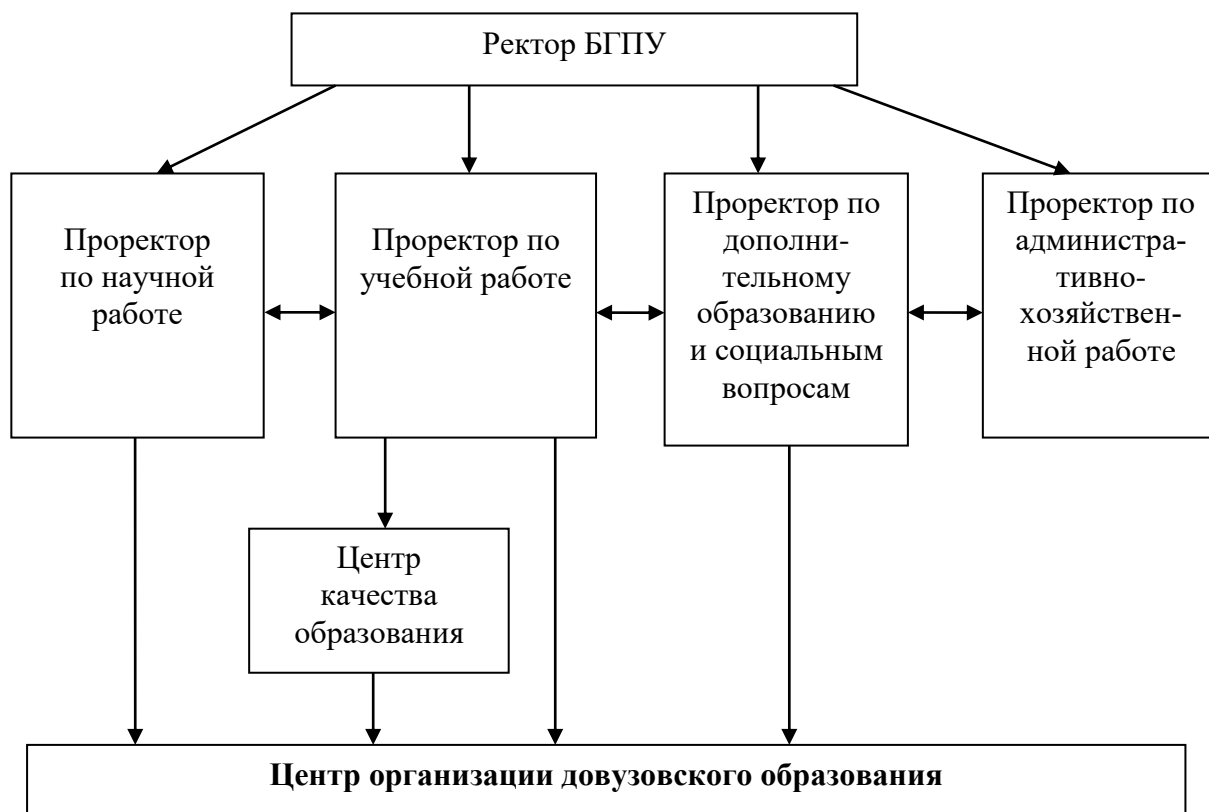 Ректор БГПУ
Проректор
по научной
работе
Проректор по
учебной работе
Проректор по
дополни-
тельному
образованию
и социальным
вопросам
Проректор по
администра-
тивно-
хозяйствен-
ной работе
Центр
качества
образования
Центр организации довузовского образования